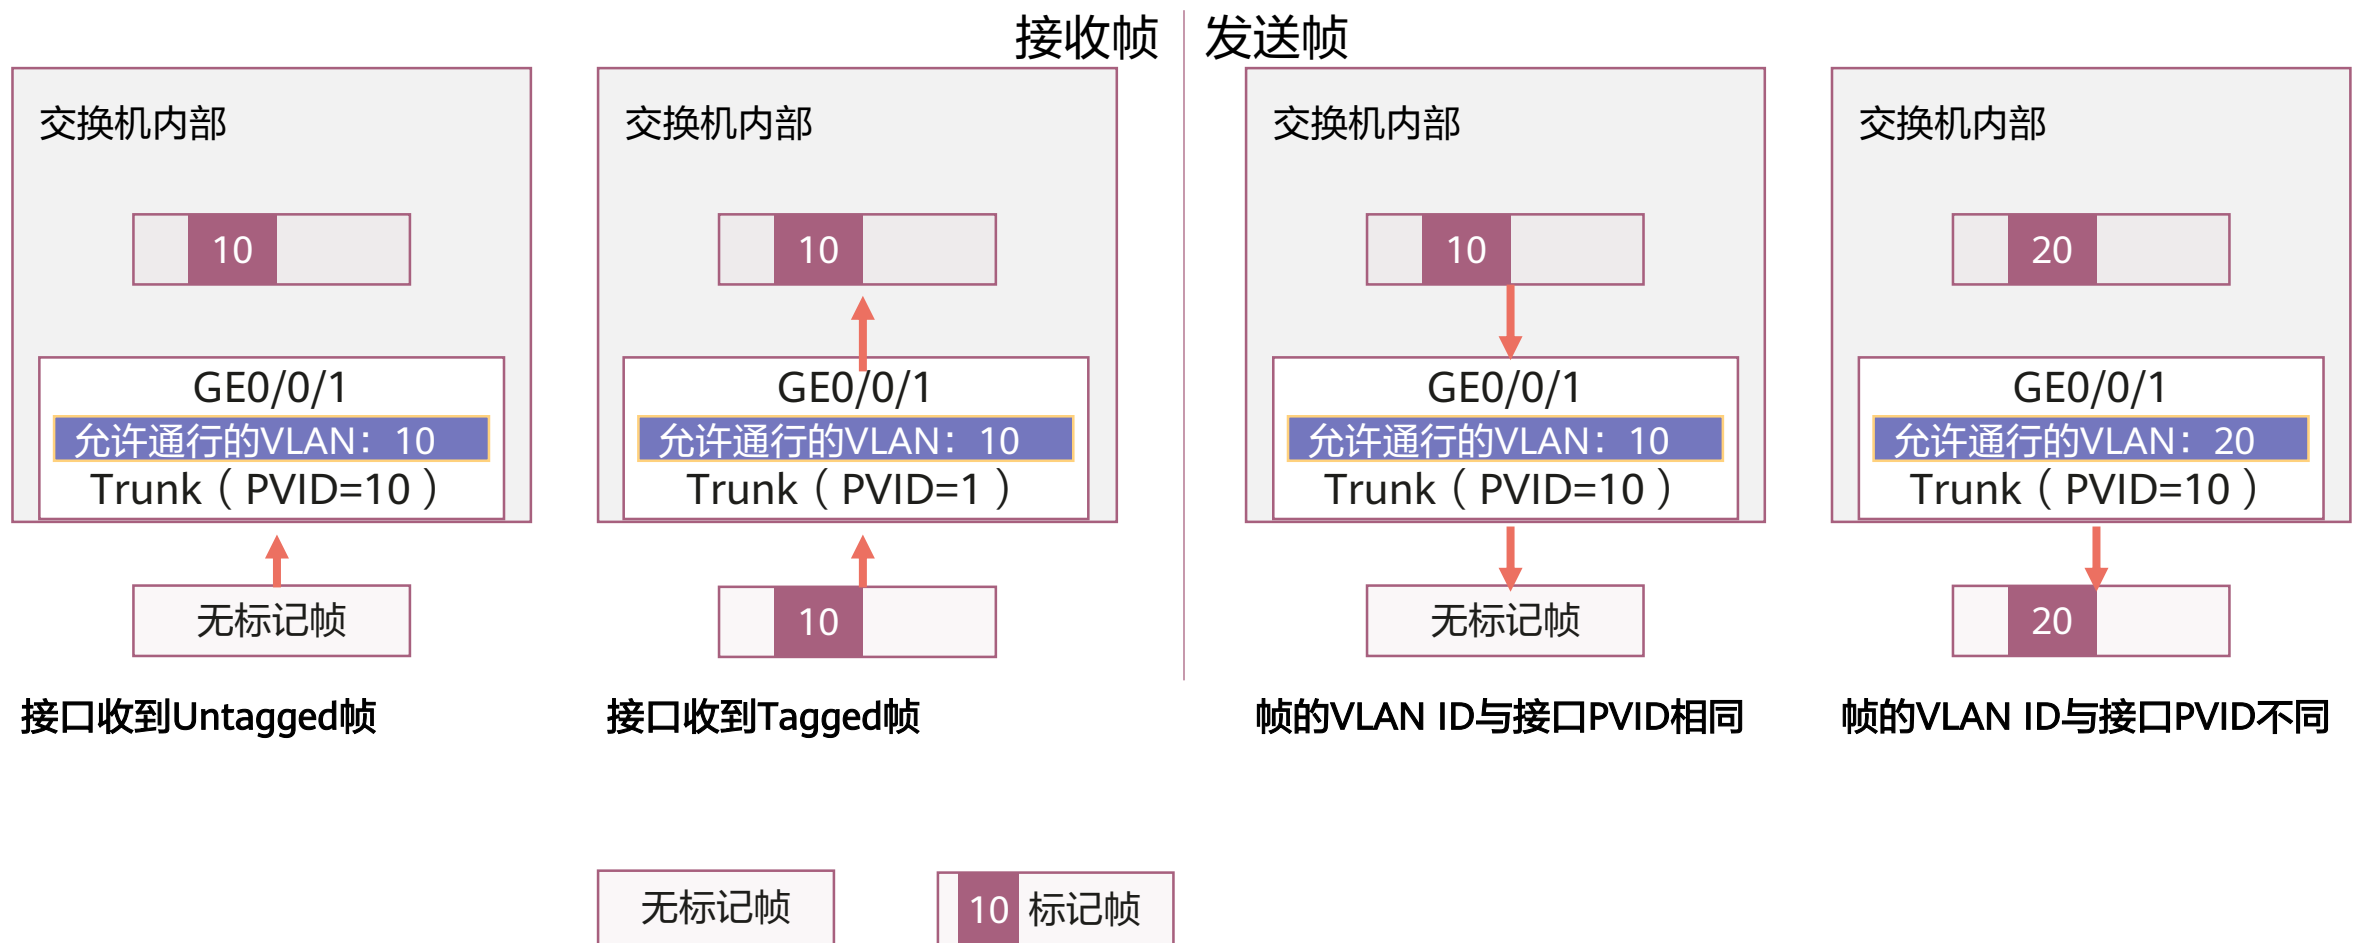 接收帧
发送帧
交换机内部
10
GE0/0/1
允许通行的VLAN：10
Trunk（PVID=10）
无标记帧
接口收到Untagged帧
交换机内部
10
GE0/0/1
允许通行的VLAN：10
Trunk（PVID=1）
10
接口收到Tagged帧
交换机内部
10
GE0/0/1
允许通行的VLAN：10
Trunk（PVID=10）
无标记帧
帧的VLAN ID与接口PVID相同
交换机内部
20
GE0/0/1
允许通行的VLAN：20
Trunk（PVID=10）
20
帧的VLAN ID与接口PVID不同
无标记帧
10 标记帧